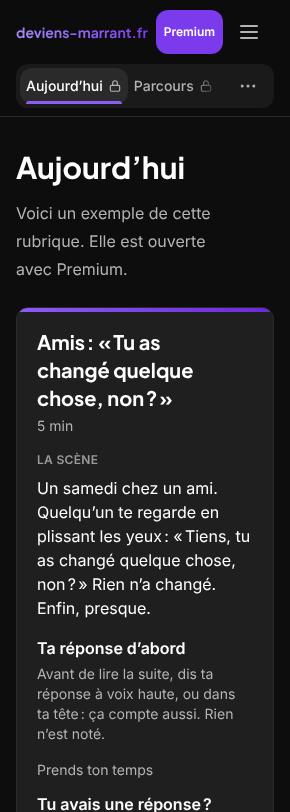 deviens-marrant.fr
Premium
Aujourd’hui
Parcours
Aujourd’hui
Voici un exemple de cette
rubrique. Elle est ouverte
avec Premium.
Amis : « Tu as
changé quelque
chose, non ? »
5 min
LA SCÈNE
Un samedi chez un ami.
Quelqu’un te regarde en
plissant les yeux : « Tiens, tu
as changé quelque chose,
non ? » Rien n’a changé.
Enfin, presque.
Ta réponse d’abord
Avant de lire la suite, dis ta
réponse à voix haute, ou dans
ta tête : ça compte aussi. Rien
n’est noté.
Prends ton temps
Tu avais une réponse ?